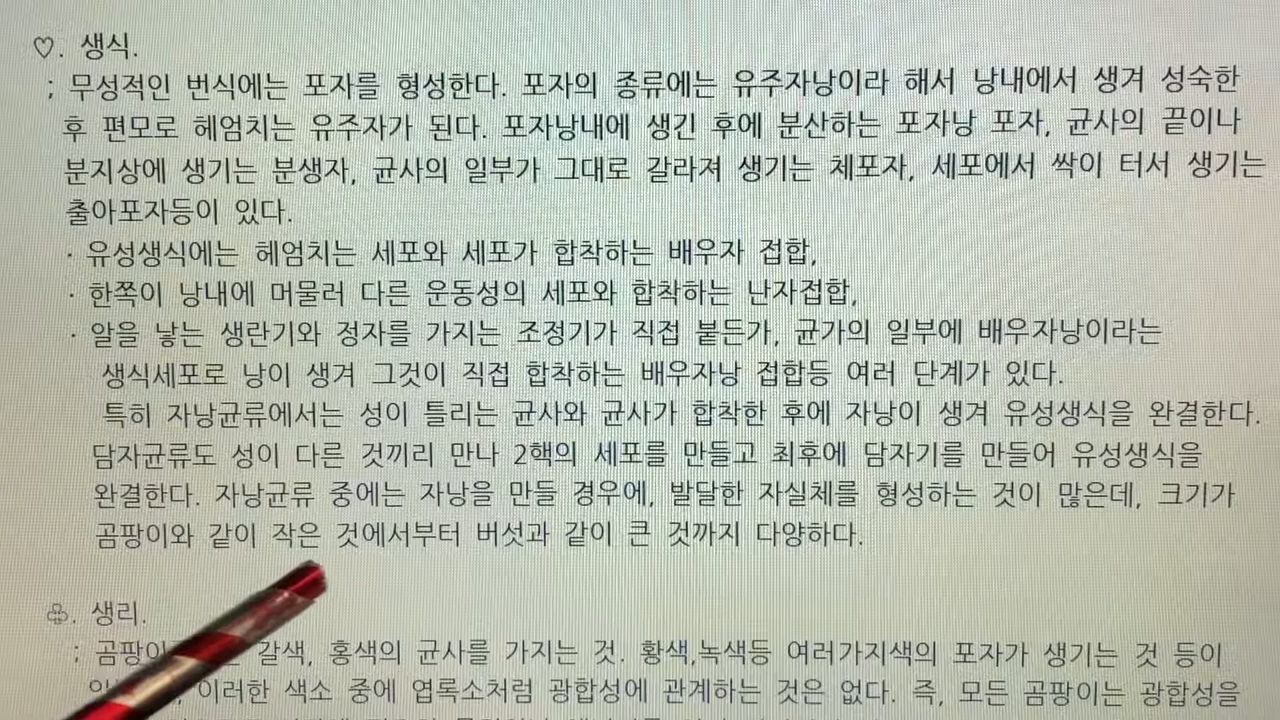 ♡. 생식.
; 무성적인 번식에는 포자를 형성한다. 포자의 종류에는 유주자낭이라 해서 낭내에서 생겨 성숙한
후 편모로 헤엄치는 유주자가 된다. 포자낭내에 생긴 후에 분산하는 포자낭 포자, 균사의 끝이나
분지상에 생기는 분생자, 균사의 일부가 그대로 갈라져 생기는 체포자, 세포에서 싹이 터서 생기는
출아포자등이 있다.
· 유성생식에는 헤엄치는 세포와 세포가 합착하는 배우자 접합,
· 한쪽이 낭내에 머물러 다른 운동성의 세포와 합착하는 난자접합,
· 알을 낳는 생란기와 정자를 가지는 조정기가 직접 붙든가, 균가의 일부에 배우자낭이라는
생식세포로 낭이 생겨 그것이 직접 합착하는 배우자낭 접합등 여러 단계가 있다.
특히 자낭균류에서는 성이 틀리는 균사와 균사가 합착한 후에 자낭이 생겨 유성생식을 완결한다.
담자균류도 성이 다른 것끼리 만나 2핵의 세포를 만들고 최후에 담자기를 만들어 유성생식을
완결한다. 자낭균류 중에는 자낭을 만들 경우에, 발달한 자실체를 형성하는 것이 많은데, 크기가
곰팡이와 같이 작은 것에서부터 버섯과 같이 큰 것까지 다양하다.
♧. 생리.
; 갈색, 홍색의 균사를 가지는 것. 황색,녹색등 여러가지색의 포자가 생기는 것 등이
이러한 색소 중에 엽록소처럼 광합성에 관계하는 것은 없다. 즉, 모든 곰팡이는 광합성을